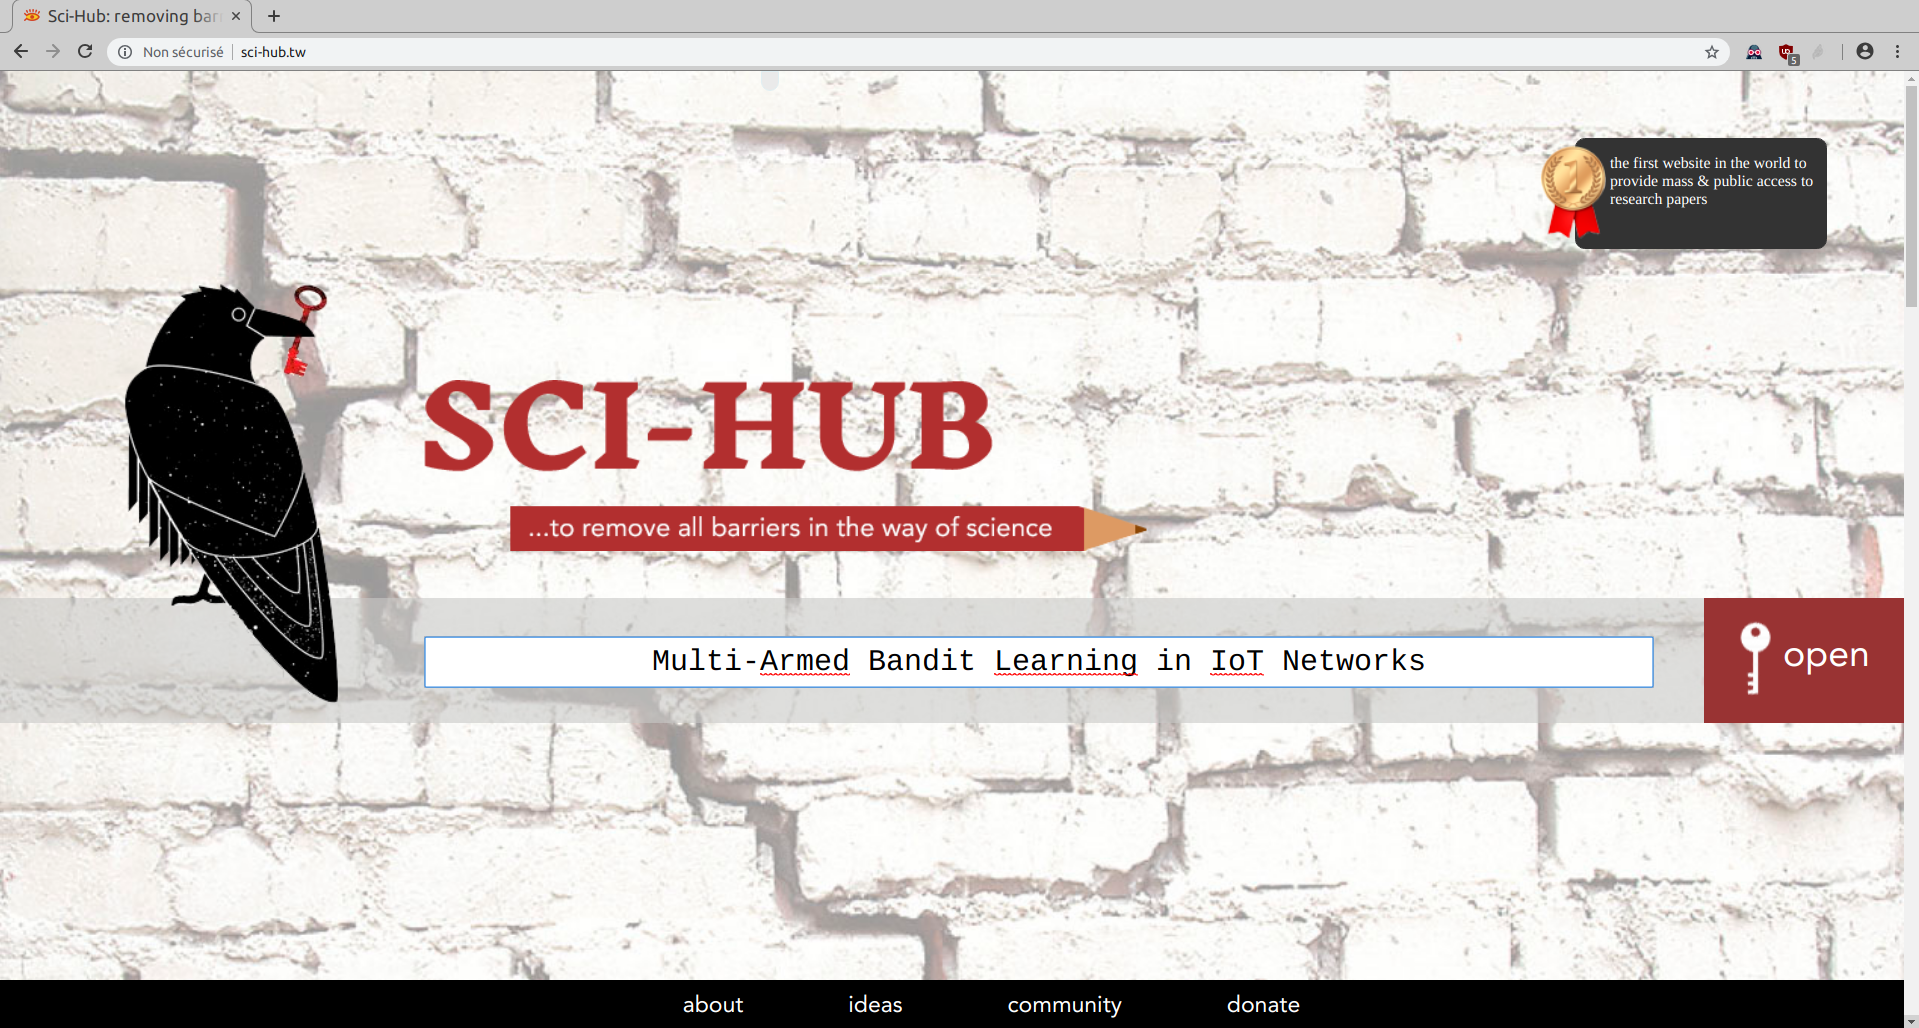 Sci-Hub: removing bar
Non sécurisé
sci-hub.tw
5
1
the first website in the world to
provide mass & public access to
research papers
SCI-HUB
...to remove all barriers in the way of science
Multi-Armed Bandit Learning in IoT Networks
open
about
ideas
community
donate